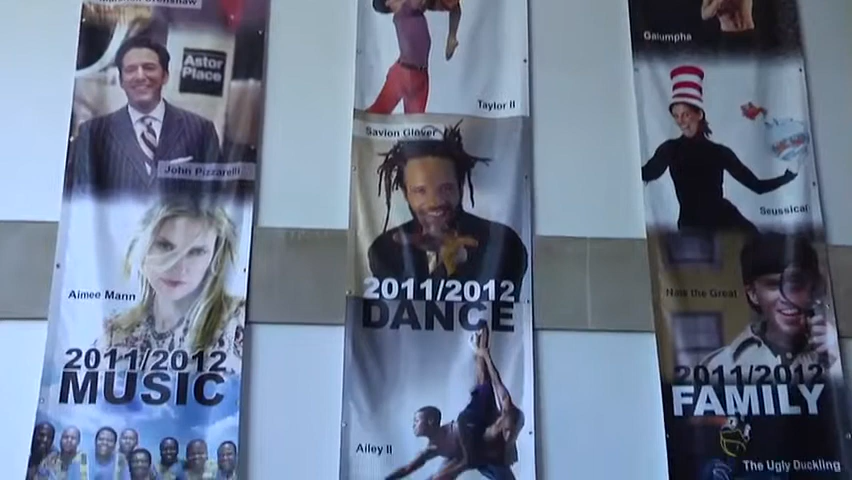 Astor
Place
John Pizzarelli
Aimee Mann
2011/2012
MUSIC
Taylor II
Savion Glover
2011/2012
DANCE
Ailey II
Galumpha
Seussical
Nate the Great
2011/2012
FAMILY
The Ugly Duckling